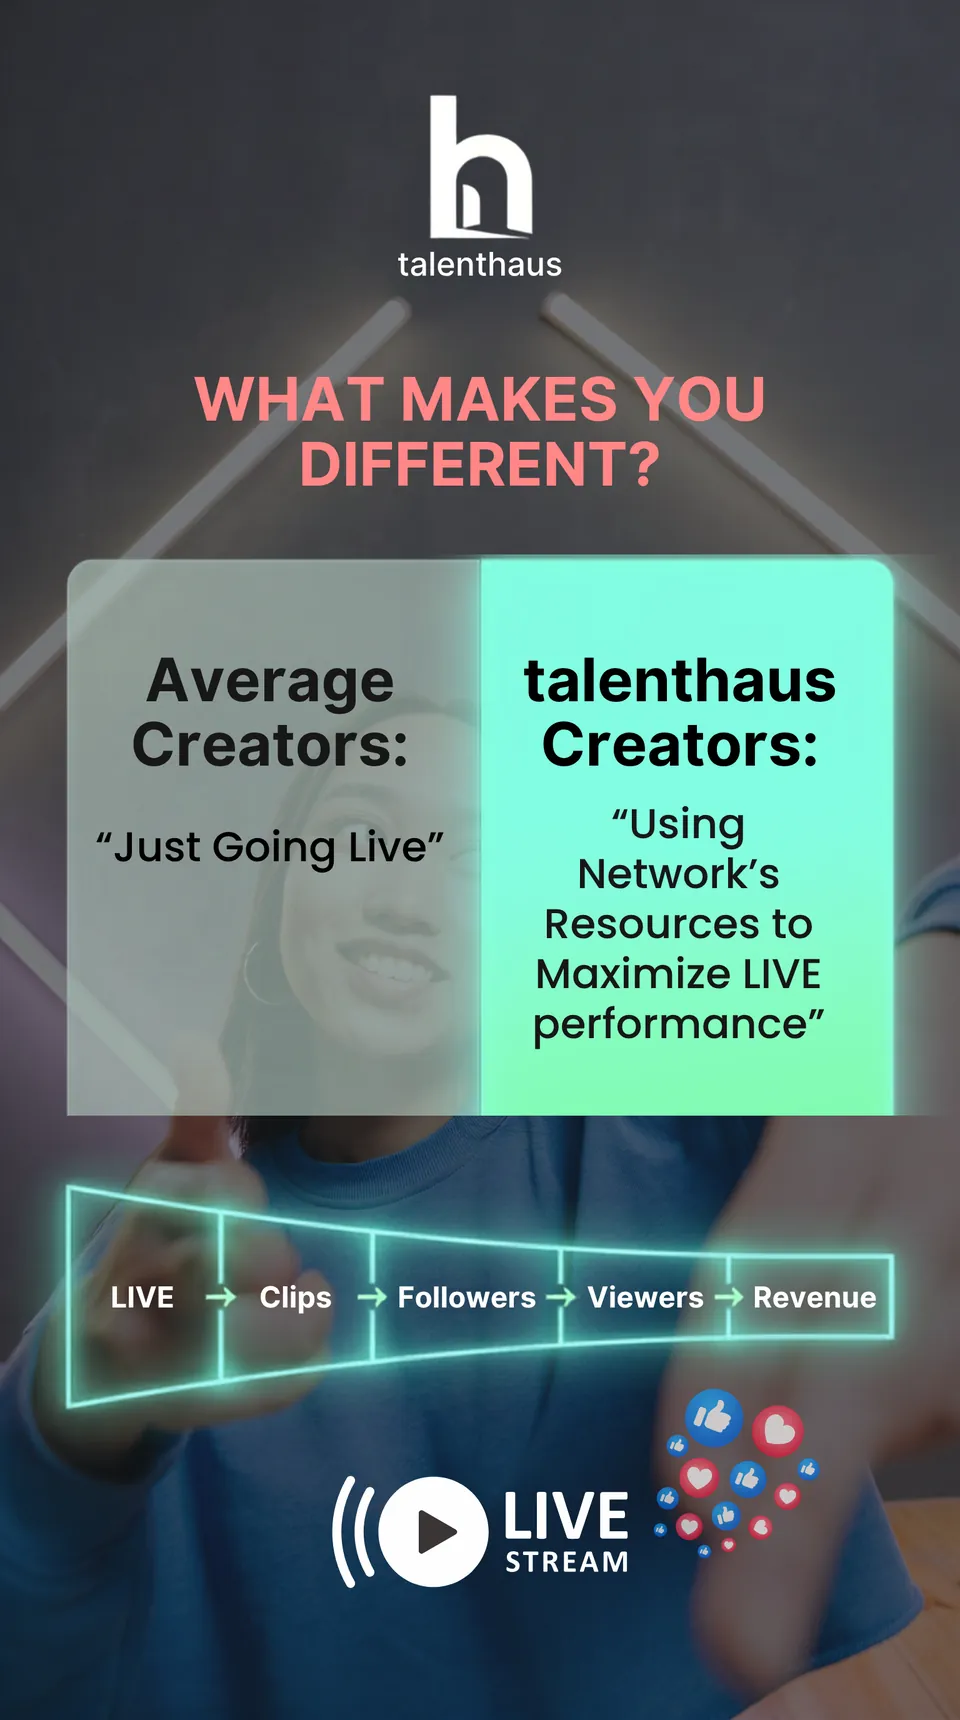 talenthaus
WHAT MAKES YOU
DIFFERENT?
Average
Creators:
“Just Going Live”
talenthaus
Creators:
“Using
Network’s
Resources to
Maximize LIVE
performance”
LIVE → Clips → Followers → Viewers → Revenue
LIVE
STREAM